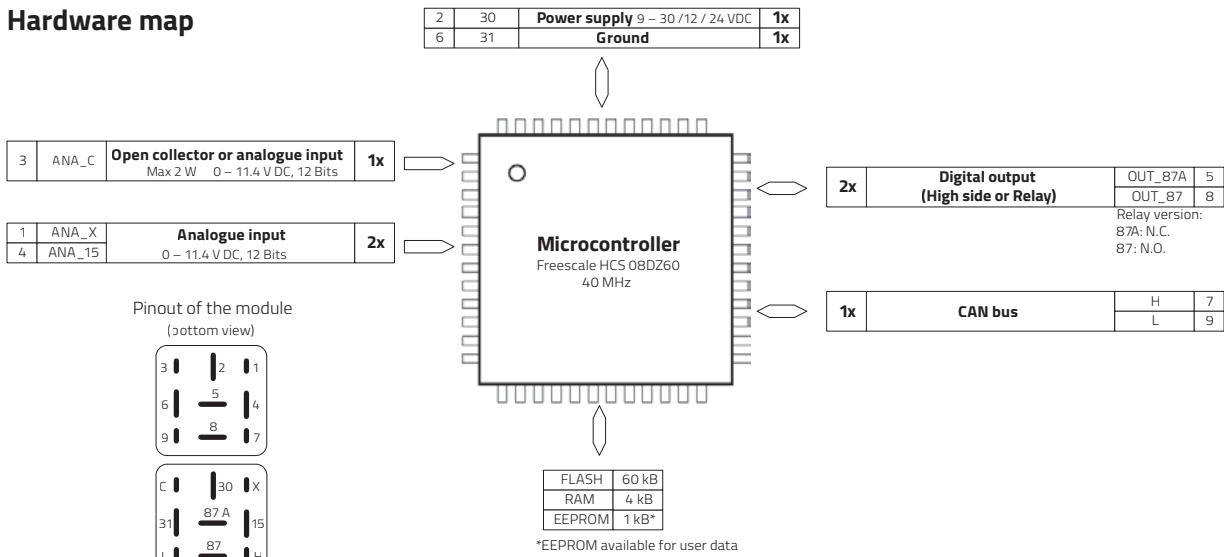 Hardware map
2 30 Power supply 9 – 30 /12 / 24 VDC 1x
6 31 Ground 1x
3 ANA_C Open collector or analogue input 1x
Max 2 W 0 – 11.4 V DC, 12 Bits
1 ANA_X Analogue input 2x
4 ANA_15 0 – 11.4 V DC, 12 Bits
Microcontroller
Freescale HCS 08DZ60
40 MHz
2x Digital output OUT_87A 5
(High side or Relay) OUT_87 8
Relay version:
87A: N.C.
87: N.O.
1x CAN bus H 7
L 9
Pinout of the module
(bottom view)
3 2 1
6 5 4
9 8 7
C 30 X
31 87 A 15
L 87 H
FLASH 60 kB
RAM 4 kB
EEPROM 1 kB*
*EEPROM available for user data